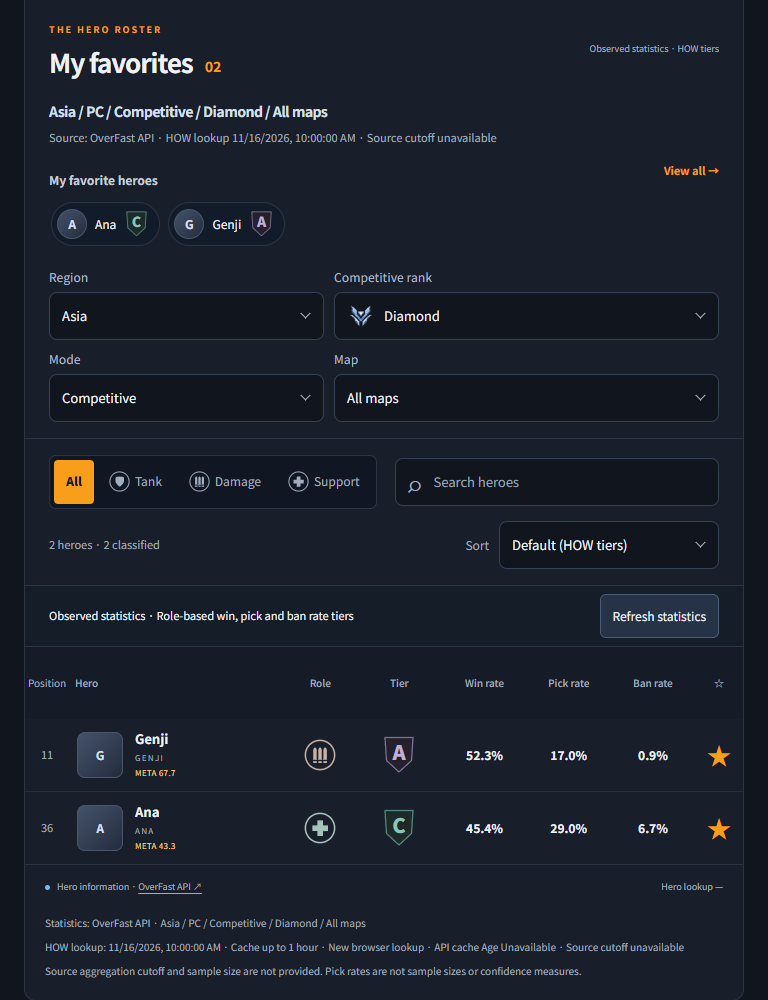 THE HERO ROSTER
My favorites 02
Observed statistics · HOW tiers
Asia / PC / Competitive / Diamond / All maps
Source: OverFast API · HOW lookup 11/16/2026, 10:00:00 AM · Source cutoff unavailable
View all →
My favorite heroes
A Ana C G Genji A
Region Competitive rank
Asia Diamond
Mode Map
Competitive All maps
All Tank Damage Support Search heroes
2 heroes · 2 classified Sort Default (HOW tiers)
Observed statistics · Role-based win, pick and ban rate tiers Refresh statistics
Position Hero Role Tier Win rate Pick rate Ban rate ☆
11 G Genji A 52.3% 17.0% 0.9% ★
GENJI
META 67.7
36 A Ana C 45.4% 29.0% 6.7% ★
ANA
META 43.3
Hero information · OverFast API ↗ Hero lookup —
Statistics: OverFast API · Asia / PC / Competitive / Diamond / All maps
HOW lookup: 11/16/2026, 10:00:00 AM · Cache up to 1 hour · New browser lookup · API cache Age Unavailable · Source cutoff unavailable
Source aggregation cutoff and sample size are not provided. Pick rates are not sample sizes or confidence measures.